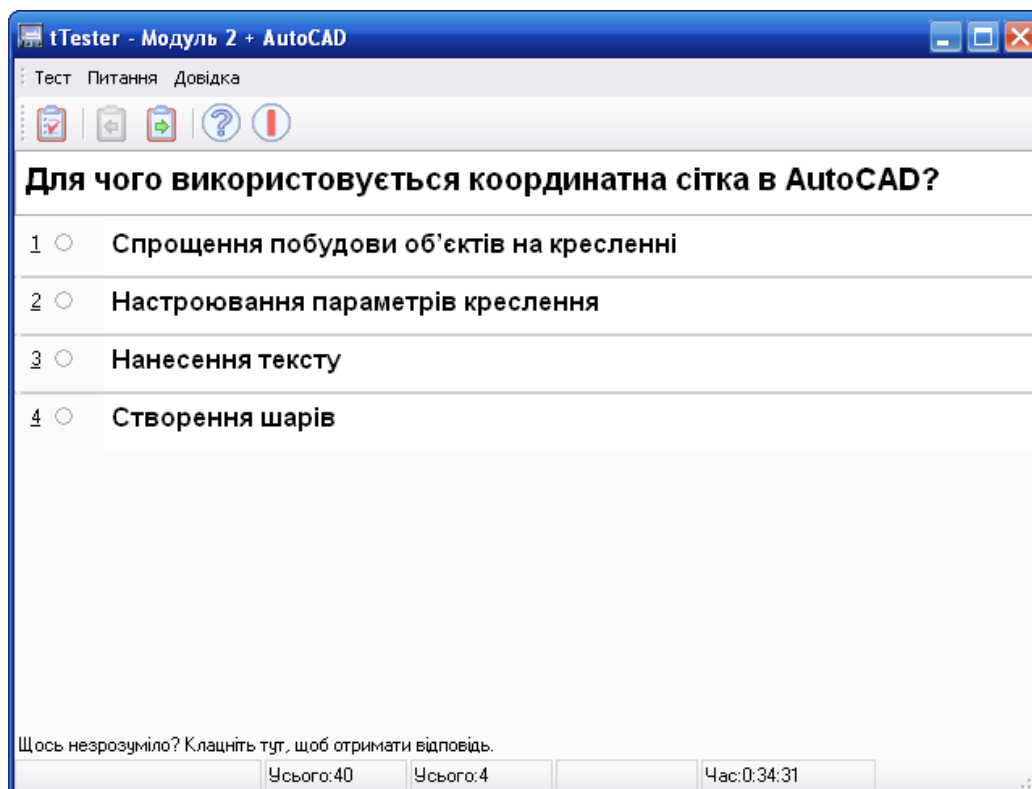 tTester - Модуль 2 + AutoCAD
Тест Питання Довідка
Для чого використовується координатна сітка в AutoCAD?
1 Спрощення побудови об’єктів на кресленні
2 Настроювання параметрів креслення
3 Нанесення тексту
4 Створення шарів
Щось незрозуміло? Клацніть тут, щоб отримати відповідь.
Усього:40 Усього:4 Час:0:34:31